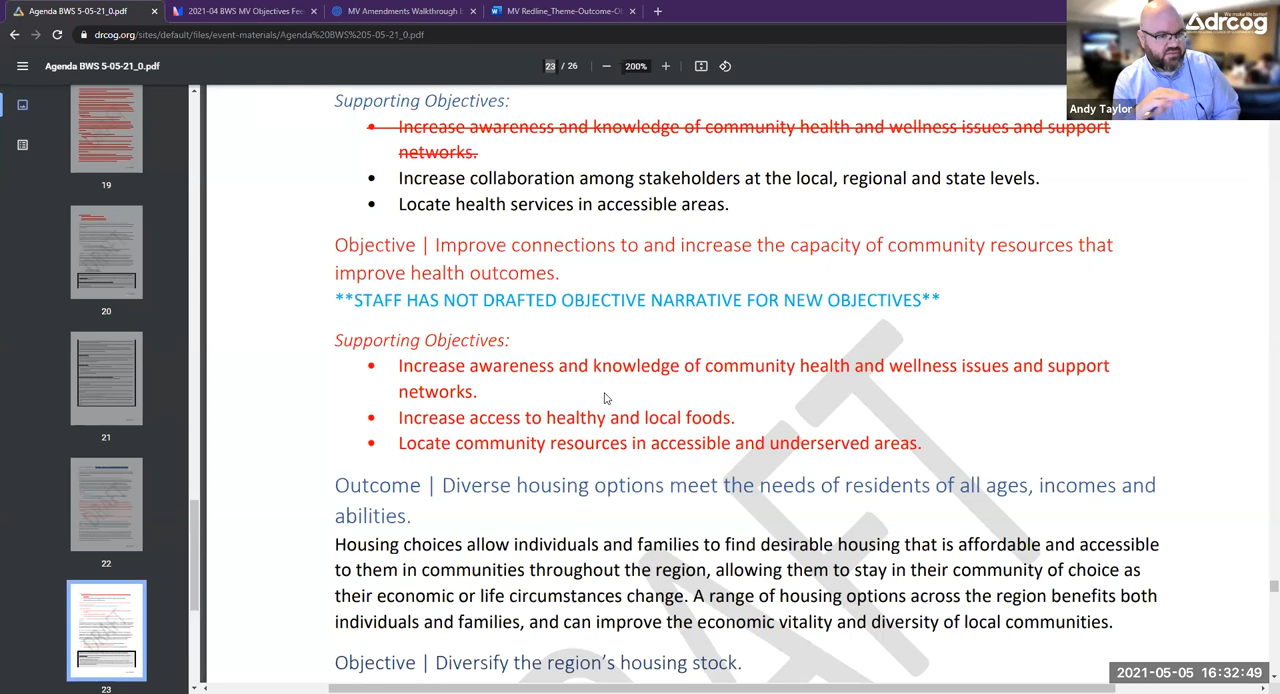 Agenda BWS 5-05-21_0.pdf
2021-04 BWS MV Objectives Fee
MV Amendments Walkthrough
MV Redline_Theme-Outcome-O
drcog.org/sites/default/files/event-materials/Agenda%20BWS%205-05-21_0.pdf
We make life better!
drcog
Andy Taylor
Agenda BWS 5-05-21_0.pdf
23 / 26
200%
19
20
21
22
23
Supporting Objectives:
• Increase awareness and knowledge of community health and wellness issues and support
networks.
• Increase collaboration among stakeholders at the local, regional and state levels.
• Locate health services in accessible areas.
Objective | Improve connections to and increase the capacity of community resources that
improve health outcomes.
**STAFF HAS NOT DRAFTED OBJECTIVE NARRATIVE FOR NEW OBJECTIVES**
Supporting Objectives:
• Increase awareness and knowledge of community health and wellness issues and support
networks.
• Increase access to healthy and local foods.
• Locate community resources in accessible and underserved areas.
Outcome | Diverse housing options meet the needs of residents of all ages, incomes and
abilities.
Housing choices allow individuals and families to find desirable housing that is affordable and accessible
to them in communities throughout the region, allowing them to stay in their community of choice as
their economic or life circumstances change. A range of housing options across the region benefits both
individuals and families, and can improve the economic vitality and diversity of local communities.
Objective | Diversify the region's housing stock.
DRAFT
2021-05-05 16:32:49